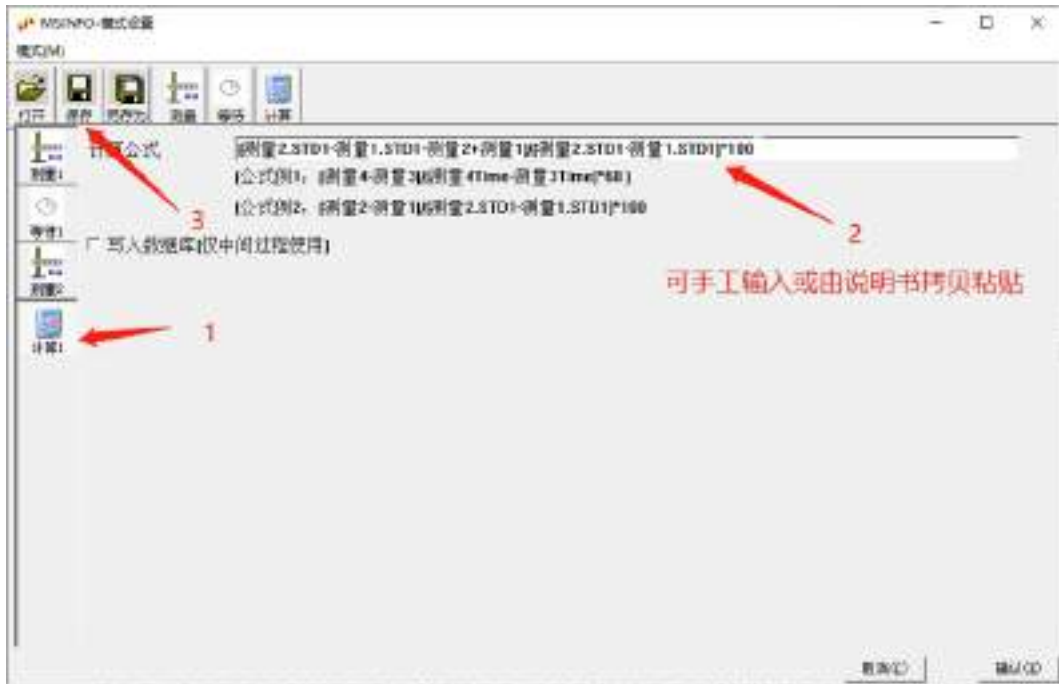 MSINFO-模式设置
模式(M)
打开 保存 另存为 测量 等待 计算
测量1
等待1
测量2
计算1
计算公式
((测量2.STD1-测量1.STD1-测量2+测量1)/(测量2.STD1-测量1.STD1))*100
(公式例1： ((测量4-测量3)/(测量4Time-测量3Time)*60 )
(公式例2： ((测量2-测量1)/(测量2.STD1-测量1.STD1)*100
写入数据库(仅中间过程使用)
1
2
3
可手工输入或由说明书拷贝粘贴
取消(C) 确认(O)